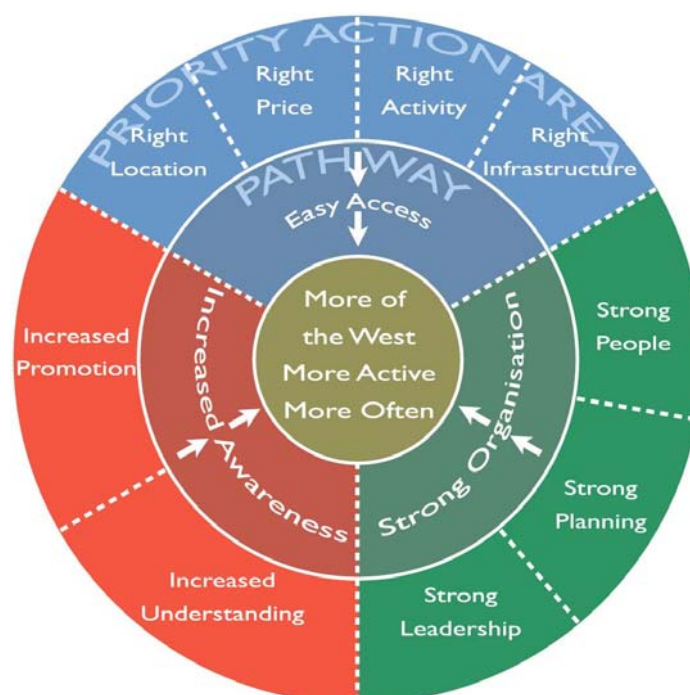 PRIORITY ACTION AREA
Right
Location
Right
Price
Right
Activity
Right
Infrastructure
PATHWAY
Easy Access
Increased Awareness
Strong Organisation
More of
the West
More Active
More Often
Increased
Promotion
Increased
Understanding
Strong
People
Strong
Planning
Strong
Leadership